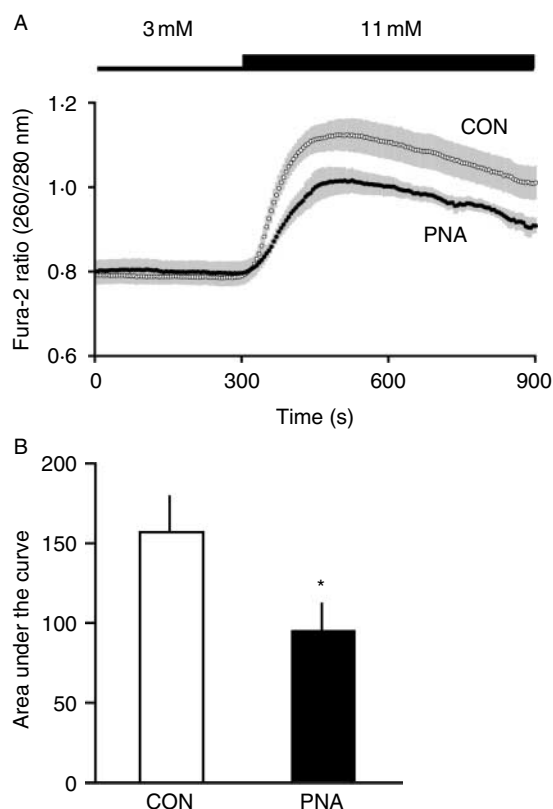 A
3 mM 11 mM
Fura-2 ratio (260/280 nm)
1·2
1·0
0·8
0·6
CON
PNA
0 300 600 900
Time (s)
B
Area under the curve
200
150
100
50
0
*
CON PNA